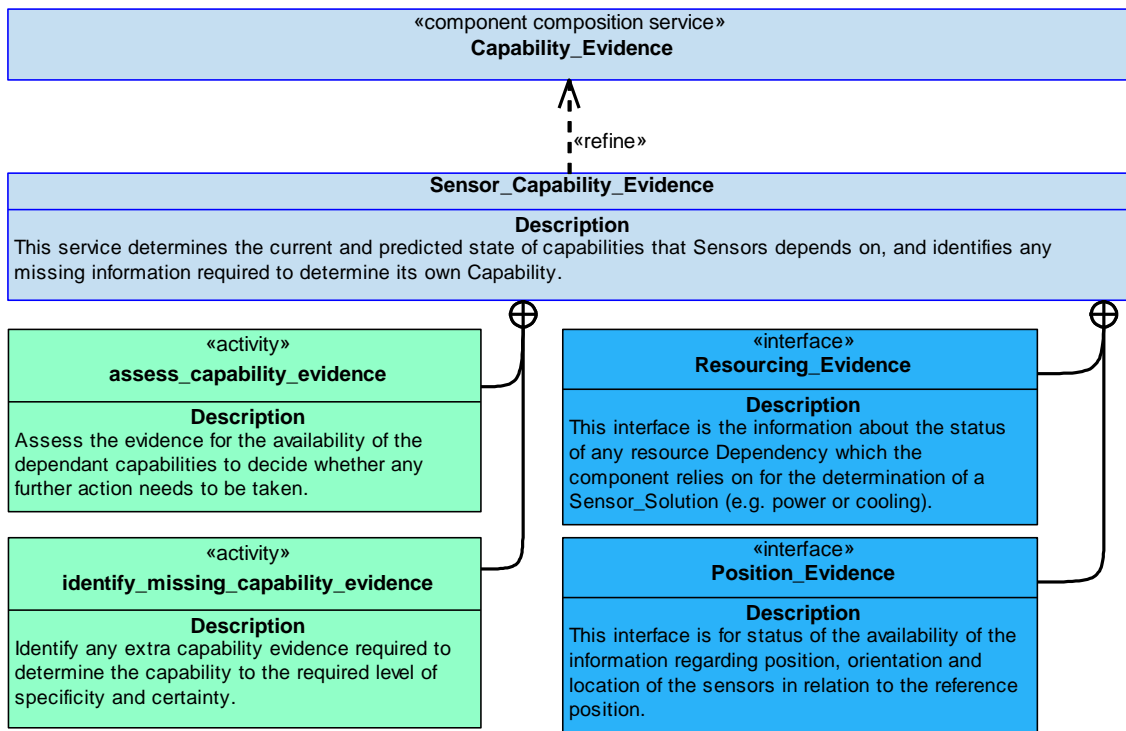 «component composition service»
Capability_Evidence
«refine»
Sensor_Capability_Evidence
Description
This service determines the current and predicted state of capabilities that Sensors depends on, and identifies any
missing information required to determine its own Capability.
«activity»
assess_capability_evidence
Description
Assess the evidence for the availability of the
dependant capabilities to decide whether any
further action needs to be taken.
«interface»
Resourcing_Evidence
Description
This interface is the information about the status
of any resource Dependency which the
component relies on for the determination of a
Sensor_Solution (e.g. power or cooling).
«activity»
identify_missing_capability_evidence
Description
Identify any extra capability evidence required to
determine the capability to the required level of
specificity and certainty.
«interface»
Position_Evidence
Description
This interface is for status of the availability of the
information regarding position, orientation and
location of the sensors in relation to the reference
position.